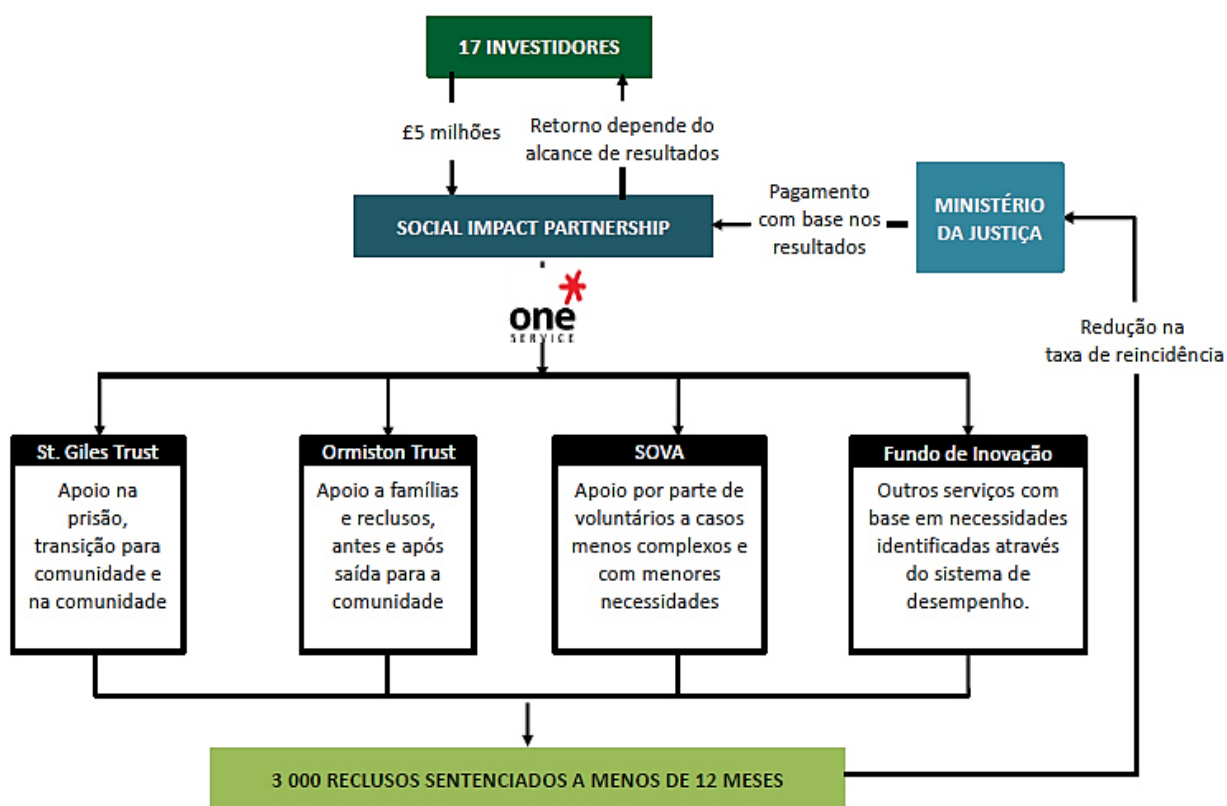 17 INVESTIDORES
£5 milhões
Retorno depende do
alcance de resultados
SOCIAL IMPACT PARTNERSHIP
Pagamento
com base nos
resultados
MINISTÉRIO
DA JUSTIÇA
one
SERVICE
Redução na
taxa de reincidência
St. Giles Trust
Apoio na
prisão,
transição para
comunidade e
na comunidade
Ormiston Trust
Apoio a famílias
e reclusos,
antes e após
saída para a
comunidade
SOVA
Apoio por parte de
voluntários a casos
menos complexos e
com menores
necessidades
Fundo de Inovação
Outros serviços com
base em necessidades
identificadas através
do sistema de
desempenho.
3 000 RECLUSOS SENTENCIADOS A MENOS DE 12 MESES